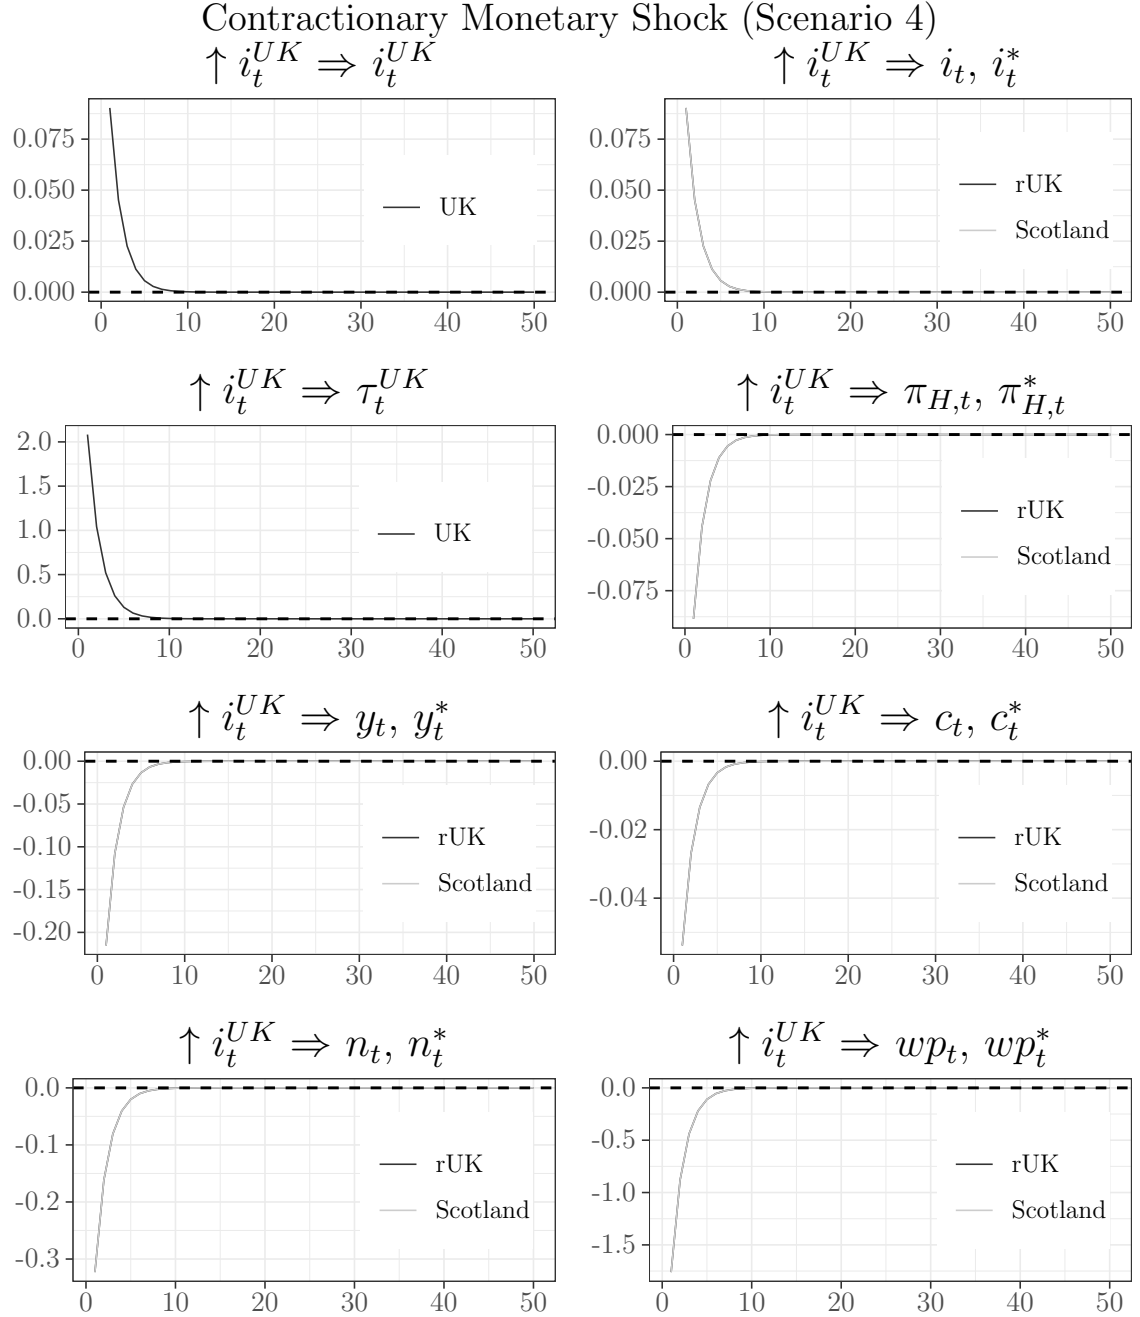 Contractionary Monetary Shock (Scenario 4)
↑ i_t^{UK} ⇒ i_t^{UK}
0.075
0.050
0.025
0.000
UK
0 10 20 30 40 50
↑ i_t^{UK} ⇒ i_t, i_t^*
0.075
0.050
0.025
0.000
rUK
Scotland
0 10 20 30 40 50
↑ i_t^{UK} ⇒ τ_t^{UK}
2.0
1.5
1.0
0.5
0.0
UK
0 10 20 30 40 50
↑ i_t^{UK} ⇒ π_{H,t}, π_{H,t}^*
0.000
-0.025
-0.050
-0.075
rUK
Scotland
0 10 20 30 40 50
↑ i_t^{UK} ⇒ y_t, y_t^*
0.00
-0.05
-0.10
-0.15
-0.20
rUK
Scotland
0 10 20 30 40 50
↑ i_t^{UK} ⇒ c_t, c_t^*
0.00
-0.02
-0.04
rUK
Scotland
0 10 20 30 40 50
↑ i_t^{UK} ⇒ n_t, n_t^*
0.0
-0.1
-0.2
-0.3
rUK
Scotland
0 10 20 30 40 50
↑ i_t^{UK} ⇒ wp_t, wp_t^*
0.0
-0.5
-1.0
-1.5
rUK
Scotland
0 10 20 30 40 50